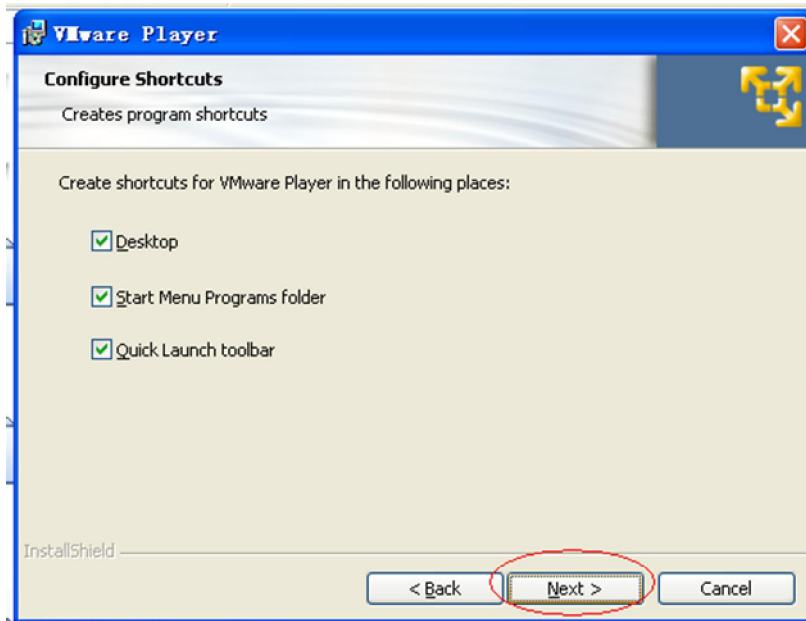 VMware Player
Configure Shortcuts
Creates program shortcuts
Create shortcuts for VMware Player in the following places:
Desktop
Start Menu Programs folder
Quick Launch toolbar
InstallShield
< Back
Next >
Cancel